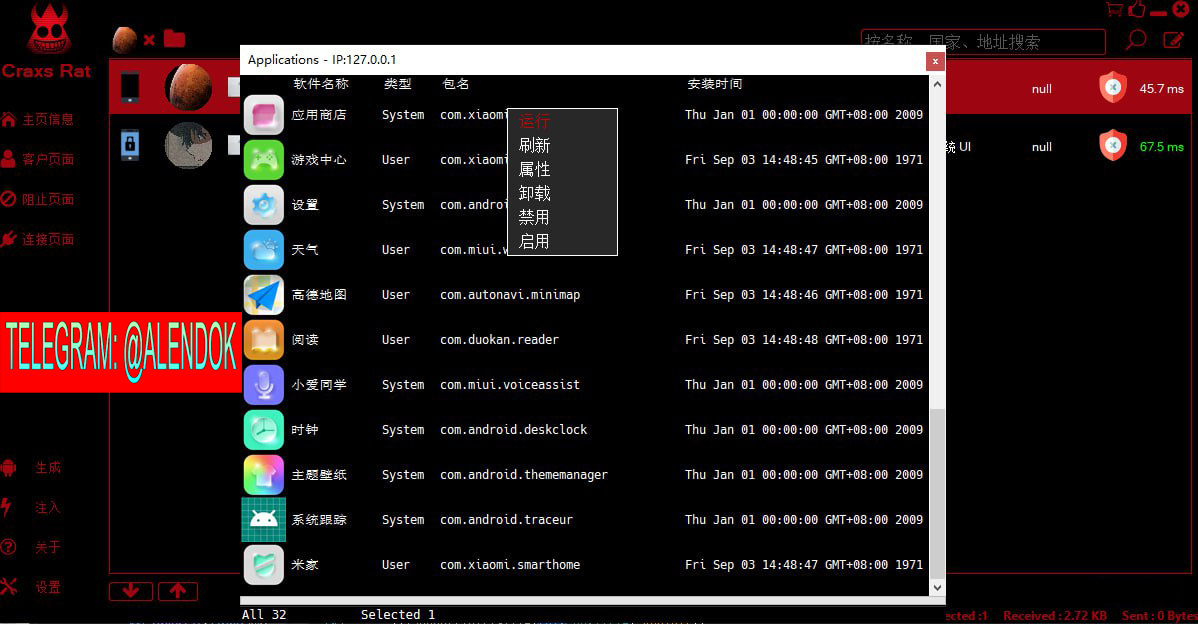 按名称、国家、地址搜索
Craxs Rat
主页信息
客户页面
阻止页面
连接页面
TELEGRAM: @ALENDOK
生成
注入
关于
设置
Applications - IP:127.0.0.1
x
软件名称 类型 包名 安装时间
应用商店 System com.xiaomi Thu Jan 01 00:00:00 GMT+08:00 2009
游戏中心 User com.xiaomi Fri Sep 03 14:48:45 GMT+08:00 1971
设置 System com.androi Thu Jan 01 00:00:00 GMT+08:00 2009
天气 User com.miui.w Fri Sep 03 14:48:47 GMT+08:00 1971
高德地图 User com.autonavi.minimap Fri Sep 03 14:48:46 GMT+08:00 1971
阅读 User com.duokan.reader Fri Sep 03 14:48:48 GMT+08:00 1971
小爱同学 System com.miui.voiceassist Thu Jan 01 00:00:00 GMT+08:00 2009
时钟 System com.android.deskclock Thu Jan 01 00:00:00 GMT+08:00 2009
主题壁纸 System com.android.thememanager Thu Jan 01 00:00:00 GMT+08:00 2009
系统跟踪 System com.android.traceur Thu Jan 01 00:00:00 GMT+08:00 2009
米家 User com.xiaomi.smarthome Fri Sep 03 14:48:47 GMT+08:00 1971
运行
刷新
属性
卸载
禁用
启用
All 32 Selected 1
null 45.7 ms
统 UI null 67.5 ms
ected :1 Received : 2.72 KB Sent : 0 Bytes